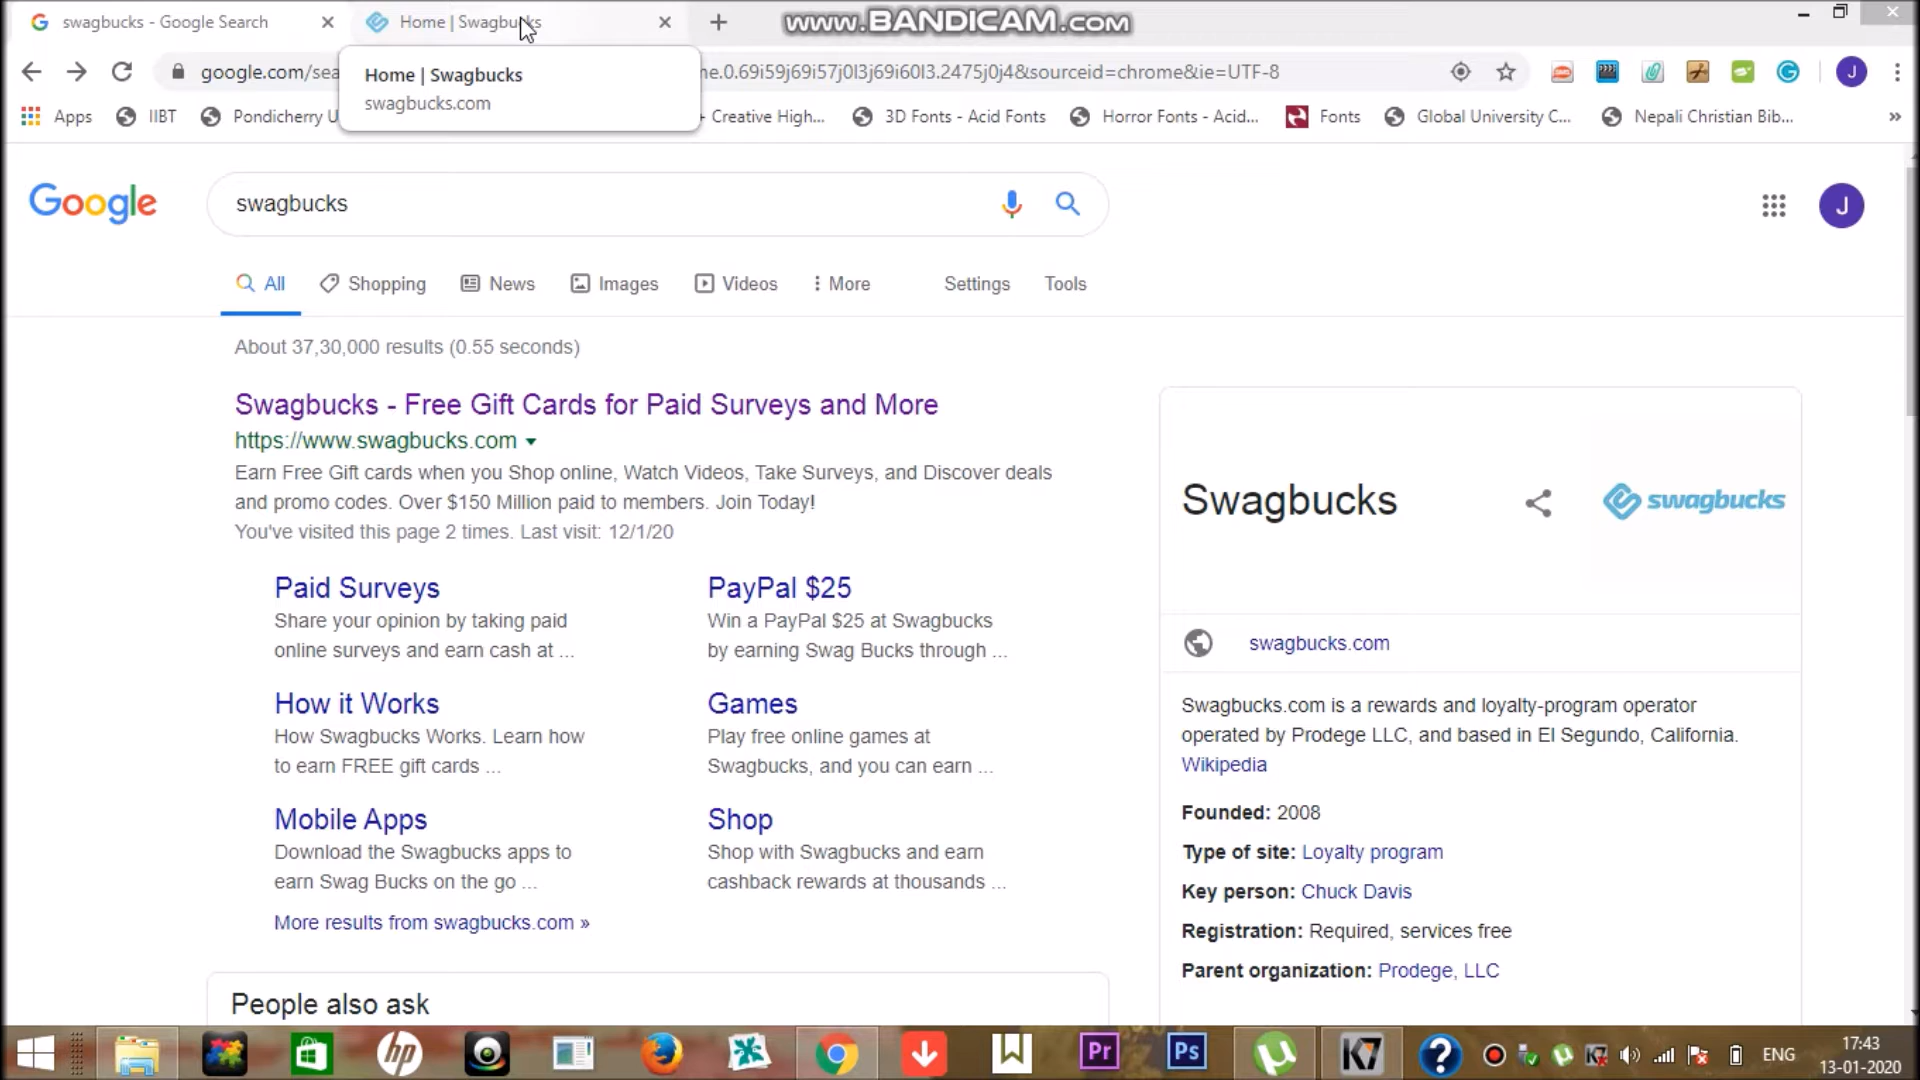 swagbucks - Google Search
Home | Swagbucks
www.BANDICAM.com
google.com/sea
me.0.69i59j69i57j0l3j69i60l3.2475j0j4&sourceid=chrome&ie=UTF-8
J
Home | Swagbucks
swagbucks.com
Apps
IIBT
Pondicherry U
Creative High...
3D Fonts - Acid Fonts
Horror Fonts - Acid...
Fonts
Global University C...
Nepali Christian Bib...
»
Google
swagbucks
J
All
Shopping
News
Images
Videos
More
Settings
Tools
About 37,30,000 results (0.55 seconds)
Swagbucks - Free Gift Cards for Paid Surveys and More
https://www.swagbucks.com
Earn Free Gift cards when you Shop online, Watch Videos, Take Surveys, and Discover deals
and promo codes. Over $150 Million paid to members. Join Today!
You've visited this page 2 times. Last visit: 12/1/20
Paid Surveys
Share your opinion by taking paid
online surveys and earn cash at ...
PayPal $25
Win a PayPal $25 at Swagbucks
by earning Swag Bucks through ...
How it Works
How Swagbucks Works. Learn how
to earn FREE gift cards ...
Games
Play free online games at
Swagbucks, and you can earn ...
Mobile Apps
Download the Swagbucks apps to
earn Swag Bucks on the go ...
Shop
Shop with Swagbucks and earn
cashback rewards at thousands ...
More results from swagbucks.com »
People also ask
Swagbucks
swagbucks
swagbucks.com
Swagbucks.com is a rewards and loyalty-program operator
operated by Prodege LLC, and based in El Segundo, California.
Wikipedia
Founded: 2008
Type of site: Loyalty program
Key person: Chuck Davis
Registration: Required, services free
Parent organization: Prodege, LLC
hp
W
Pr
Ps
µ
K7
?
ENG
17:43
13-01-2020